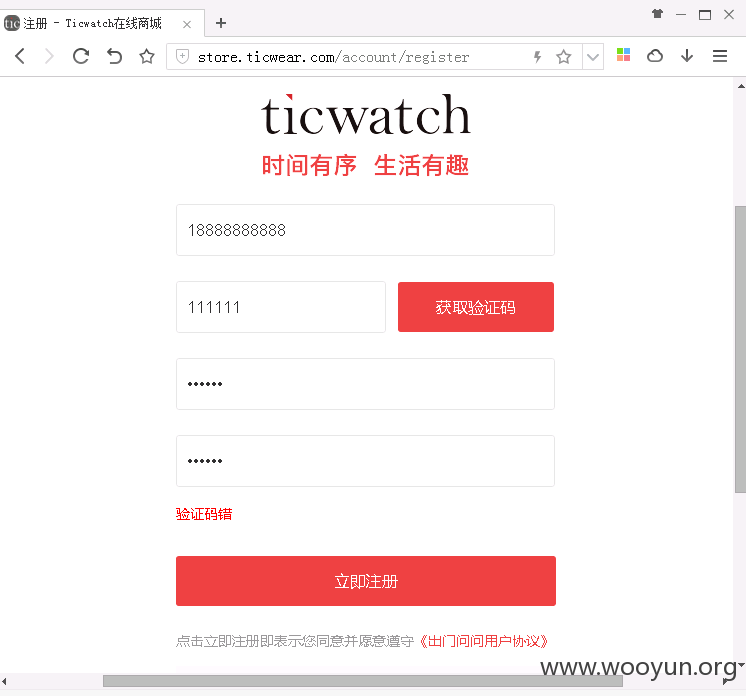 tic 注册 - Ticwatch在线商城
store.ticwear.com/account/register
ticwatch
时间有序 生活有趣
18888888888
111111 获取验证码
••••••
••••••
验证码错
立即注册
点击立即注册即表示您同意并愿意遵守《出门问问用户协议》
www.wooyun.org